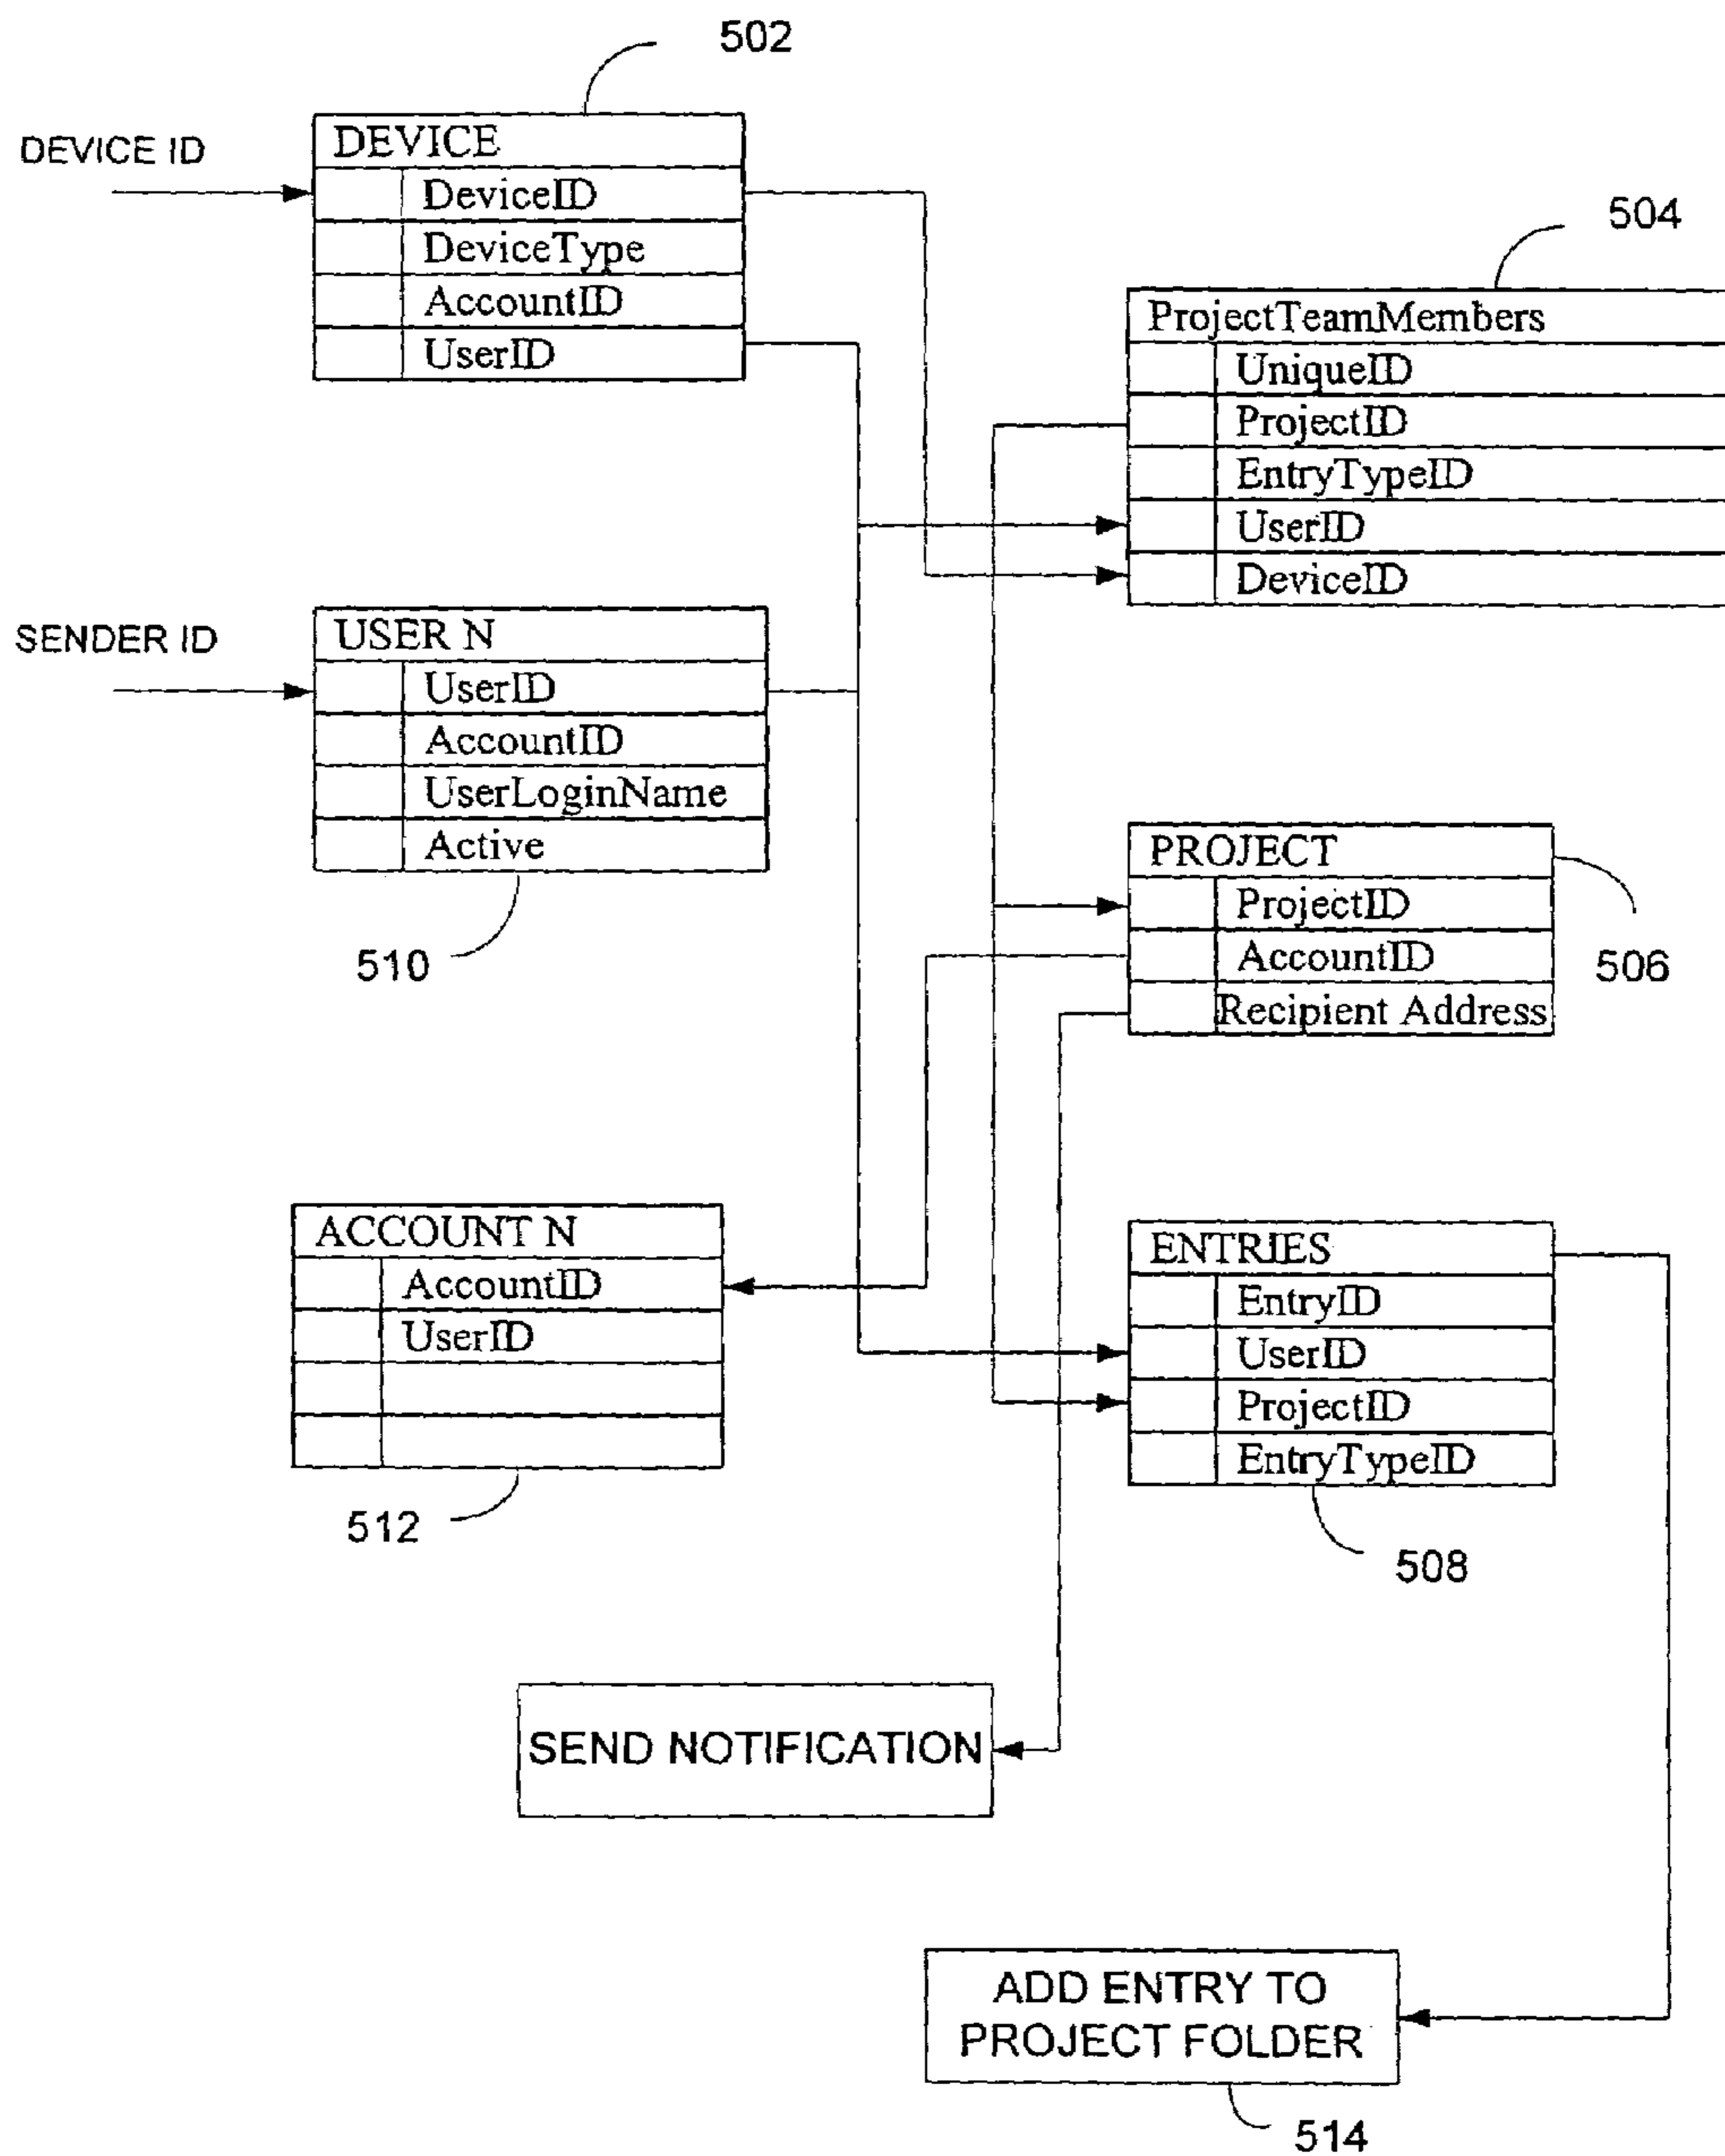 502
DEVICE ID
DEVICE
DeviceID
DeviceType
AccountID
UserID
504
ProjectTeamMembers
UniqueID
ProjectID
EntryTypeID
UserID
DeviceID
SENDER ID
USER N
UserID
AccountID
UserLoginName
Active
510
PROJECT
ProjectID
AccountID
Recipient Address
506
ACCOUNT N
AccountID
UserID
512
ENTRIES
EntryID
UserID
ProjectID
EntryTypeID
508
SEND NOTIFICATION
ADD ENTRY TO
PROJECT FOLDER
514